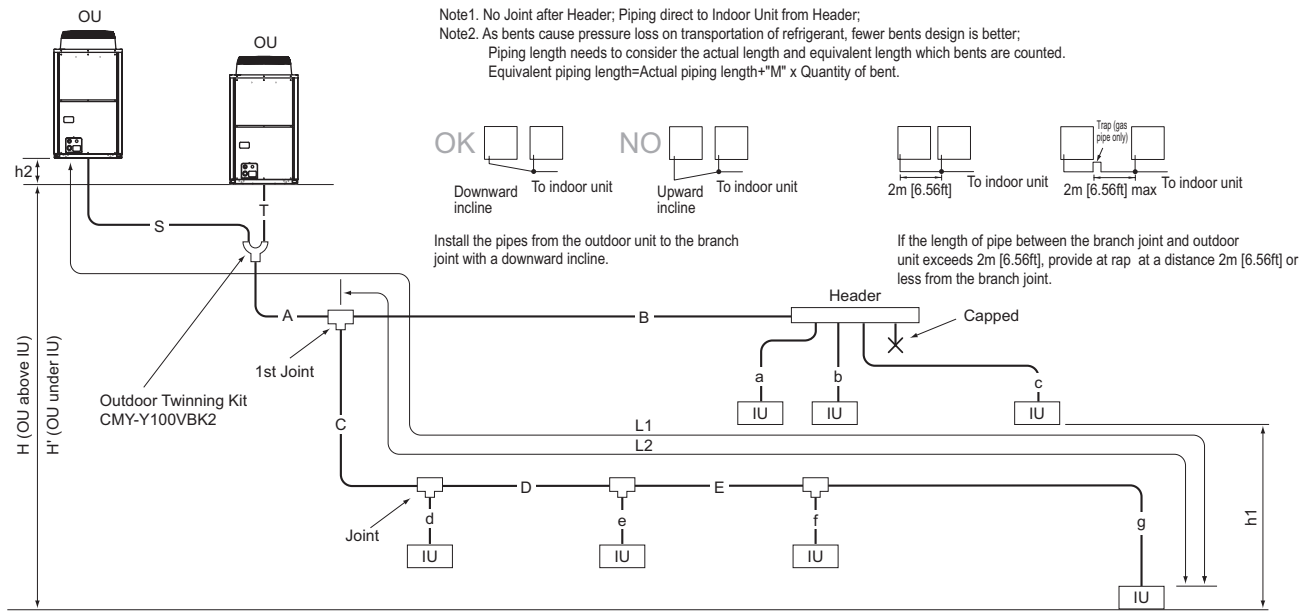 Note1. No Joint after Header; Piping direct to Indoor Unit from Header;
Note2. As bents cause pressure loss on transportation of refrigerant, fewer bents design is better;
Piping length needs to consider the actual length and equivalent length which bents are counted.
Equivalent piping length=Actual piping length+"M" x Quantity of bent.
OU
OU
h2
S
T
OK
Downward
incline
To indoor unit
NO
Upward
incline
To indoor unit
2m [6.56ft]
To indoor unit
Trap (gas
pipe only)
2m [6.56ft] max
To indoor unit
Install the pipes from the outdoor unit to the branch
joint with a downward incline.
If the length of pipe between the branch joint and outdoor
unit exceeds 2m [6.56ft], provide at rap at a distance 2m [6.56ft] or
less from the branch joint.
H (OU above IU)
H' (OU under IU)
A
1st Joint
B
Header
Capped
Outdoor Twinning Kit
CMY-Y100VBK2
a
b
c
IU
IU
IU
C
L1
L2
D
E
Joint
d
e
f
g
h1
IU
IU
IU
IU